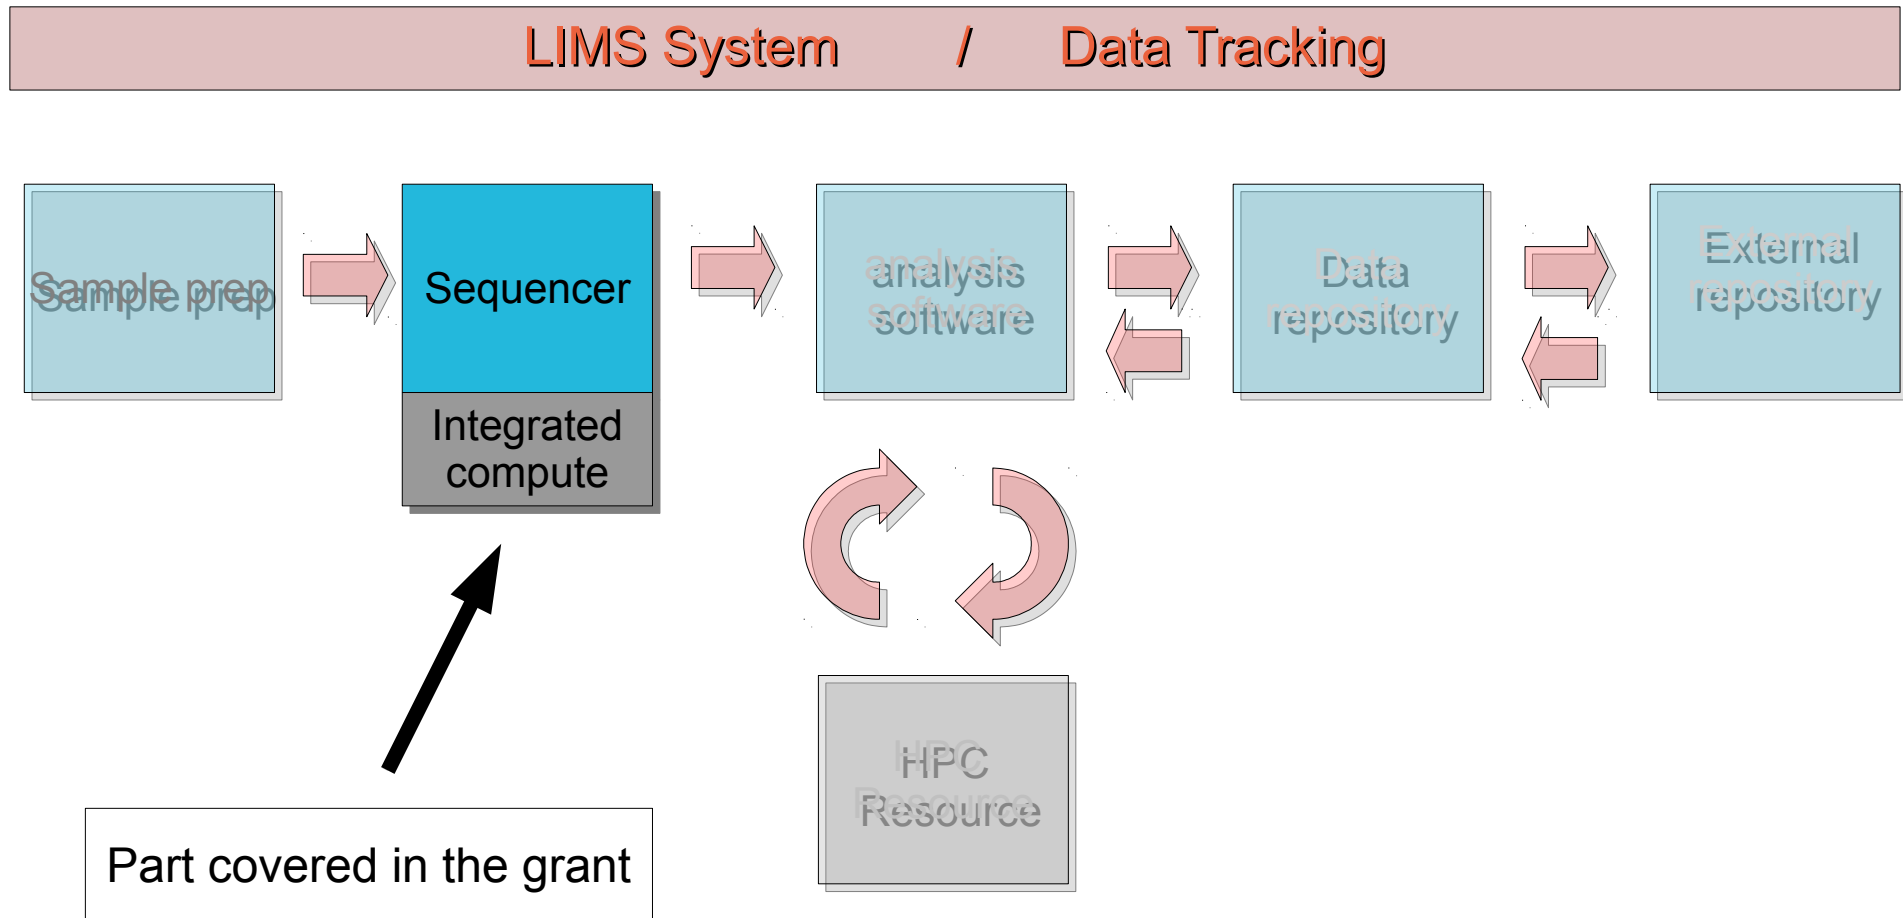 LIMS System / Data Tracking
Sample prep
Sequencer
Integrated
compute
analysis
software
Data
repository
External
repository
HPC
Resource
Part covered in the grant